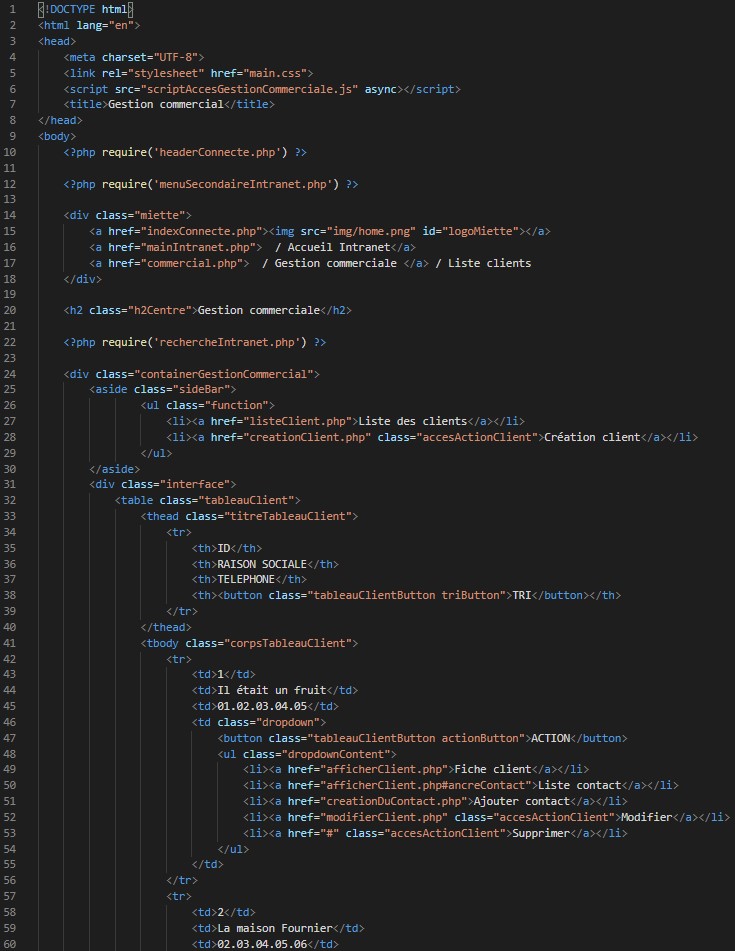 1 <!DOCTYPE html>
2 <html lang="en">
3 <head>
4     <meta charset="UTF-8">
5     <link rel="stylesheet" href="main.css">
6     <script src="scriptAccesGestionCommerciale.js" async></script>
7     <title>Gestion commercial</title>
8 </head>
9 <body>
10     <?php require('headerConnecte.php') ?>
11
12     <?php require('menuSecondaireIntranet.php') ?>
13
14     <div class="miette">
15         <a href="indexConnecte.php"><img src="img/home.png" id="logoMiette"></a>
16         <a href="mainIntranet.php">  / Accueil Intranet</a>
17         <a href="commercial.php">  / Gestion commerciale </a> / Liste clients
18     </div>
19
20     <h2 class="h2Centre">Gestion commerciale</h2>
21
22     <?php require('rechercheIntranet.php') ?>
23
24     <div class="containerGestionCommercial">
25         <aside class="sideBar">
26                 <ul class="function">
27                     <li><a href="listeClient.php">Liste des clients</a></li>
28                     <li><a href="creationClient.php" class="accesActionClient">Création client</a></li>
29                 </ul>
30         </aside>
31         <div class="interface">
32             <table class="tableauClient">
33                 <thead class="titreTableauClient">
34                     <tr>
35                         <th>ID</th>
36                         <th>RAISON SOCIALE</th>
37                         <th>TELEPHONE</th>
38                         <th><button class="tableauClientButton triButton">TRI</button></th>
39                     </tr>
40                 </thead>
41                 <tbody class="corpsTableauClient">
42                     <tr>
43                         <td>1</td>
44                         <td>Il était un fruit</td>
45                         <td>01.02.03.04.05</td>
46                         <td class="dropdown">
47                             <button class="tableauClientButton actionButton">ACTION</button>
48                             <ul class="dropdownContent">
49                                 <li><a href="afficherClient.php">Fiche client</a></li>
50                                 <li><a href="afficherClient.php#ancreContact">Liste contact</a></li>
51                                 <li><a href="creationDuContact.php">Ajouter contact</a></li>
52                                 <li><a href="modifierClient.php" class="accesActionClient">Modifier</a></li>
53                                 <li><a href="#" class="accesActionClient">Supprimer</a></li>
54                             </ul>
55                         </td>
56                     </tr>
57                     <tr>
58                         <td>2</td>
59                         <td>La maison Fournier</td>
60                         <td>02.03.04.05.06</td>